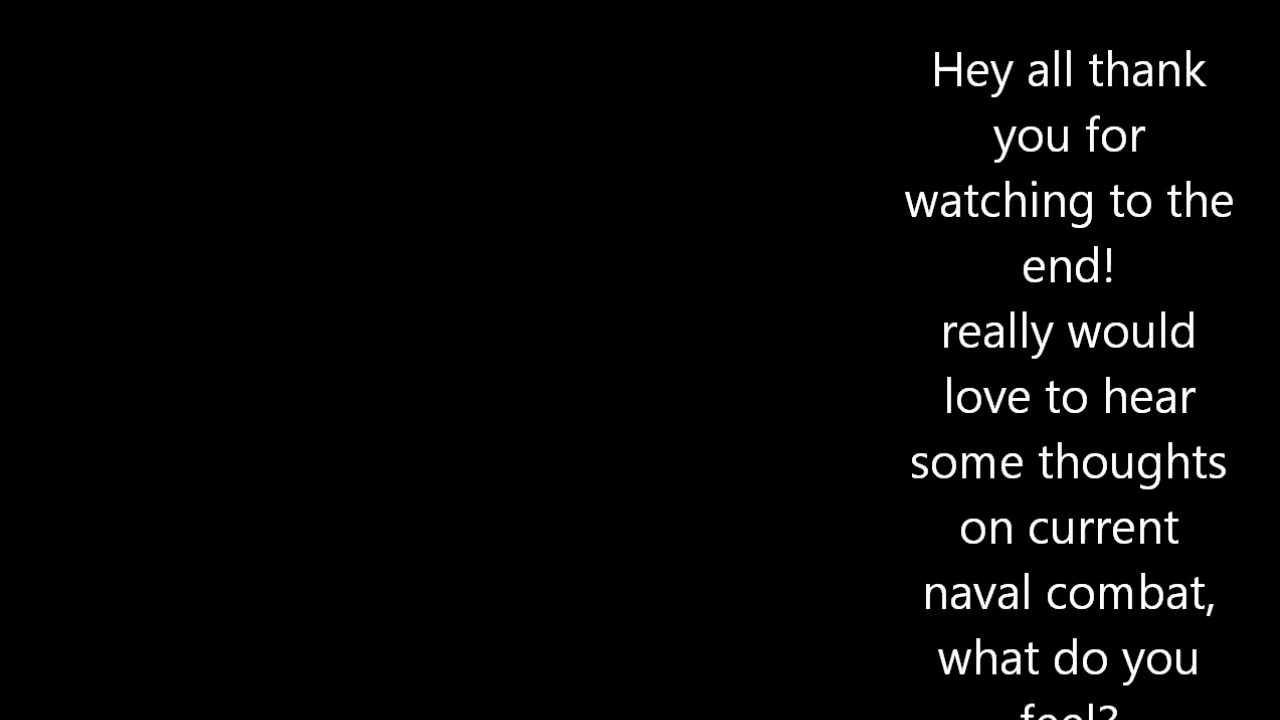 Hey all thank
you for
watching to the
end!
really would
love to hear
some thoughts
on current
naval combat,
what do you
feel?